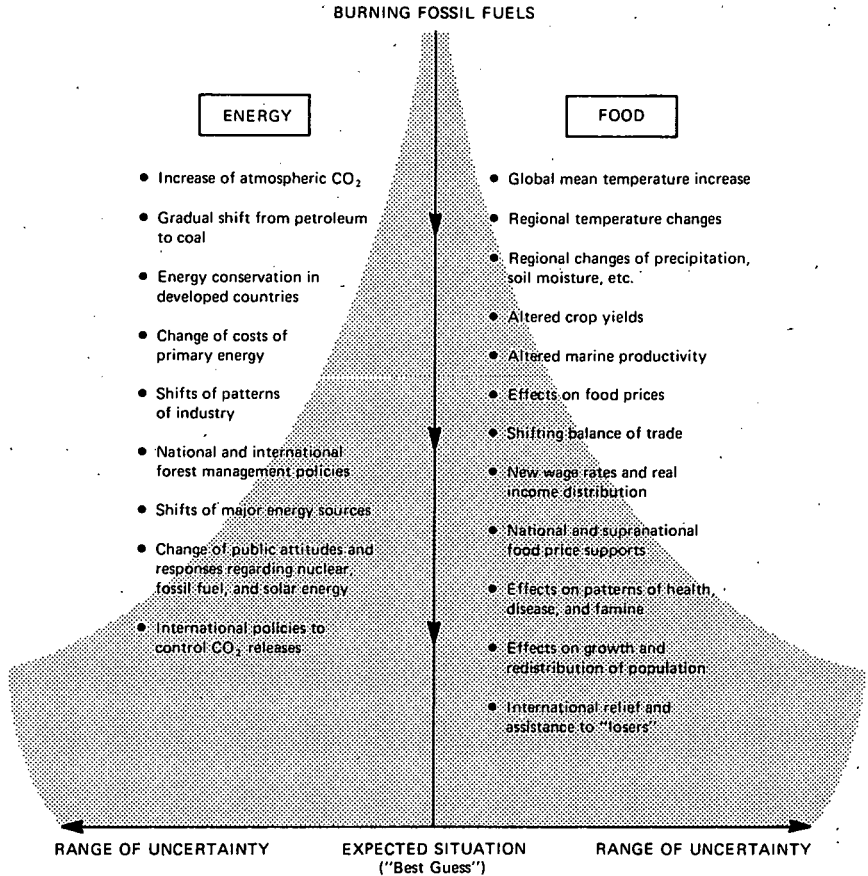 BURNING FOSSIL FUELS
ENERGY
• Increase of atmospheric CO₂
• Gradual shift from petroleum
to coal
• Energy conservation in
developed countries
• Change of costs of
primary energy
• Shifts of patterns
of industry
• National and international
forest management policies
• Shifts of major energy sources
• Change of public attitudes and
responses regarding nuclear,
fossil fuel, and solar energy
• International policies to
control CO₂ releases
FOOD
• Global mean temperature increase
• Regional temperature changes
• Regional changes of precipitation,
soil moisture, etc.
• Altered crop yields
• Altered marine productivity
• Effects on food prices
• Shifting balance of trade
• New wage rates and real
income distribution
• National and supranational
food price supports
• Effects on patterns of health,
disease, and famine
• Effects on growth and
redistribution of population
• International relief and
assistance to "losers"
RANGE OF UNCERTAINTY
EXPECTED SITUATION
("Best Guess")
RANGE OF UNCERTAINTY